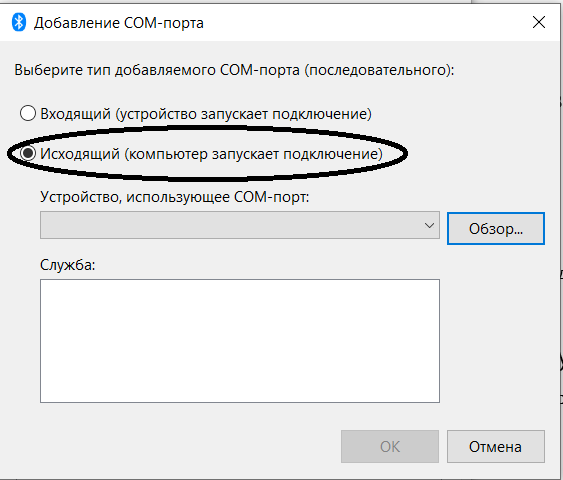 Добавление COM-порта
Выберите тип добавляемого COM-порта (последовательного):
Входящий (устройство запускает подключение)
Исходящий (компьютер запускает подключение)
Устройство, использующее COM-порт:
Обзор...
Служба:
ОК
Отмена